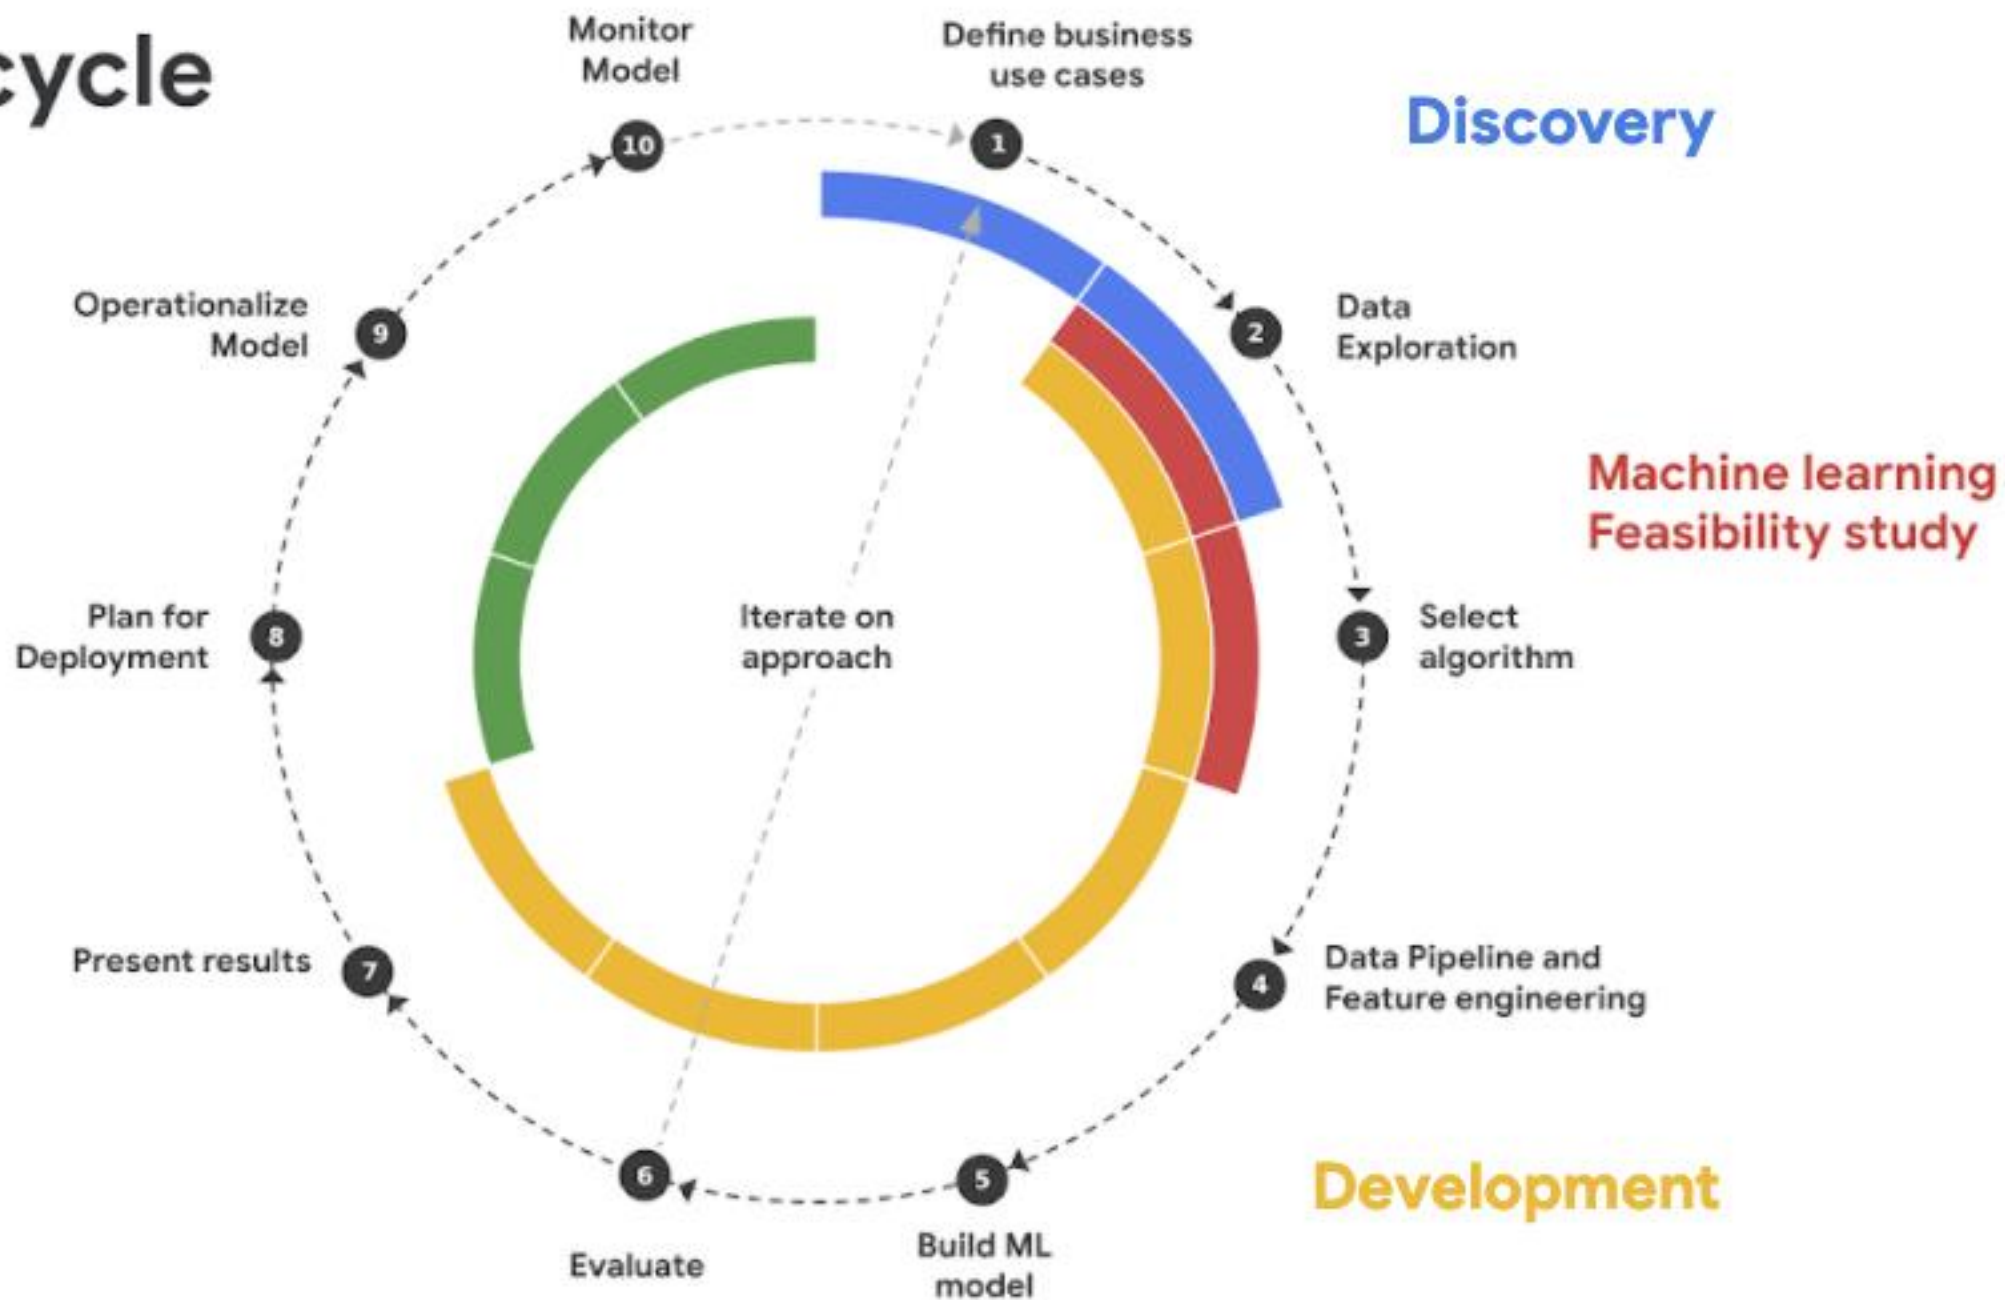 cycle
Monitor
Model
10
Define business
use cases
1
Discovery
Operationalize
Model
9
2
Data
Exploration
Machine learning
Feasibility study
Plan for
Deployment
8
Iterate on
approach
3
Select
algorithm
Present results
7
4
Data Pipeline and
Feature engineering
6
Evaluate
5
Build ML
model
Development